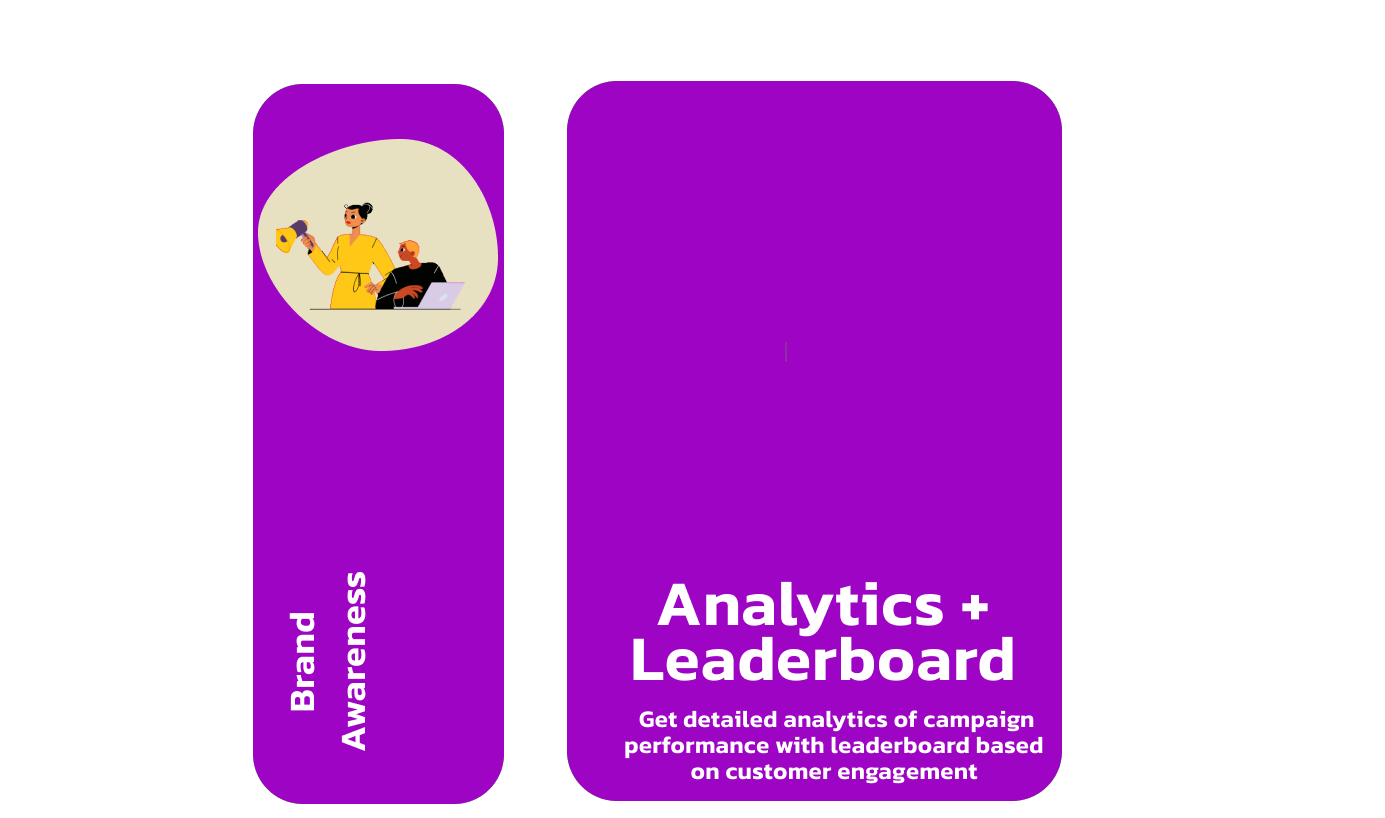 Brand
Awareness
Analytics +
Leaderboard
Get detailed analytics of campaign
performance with leaderboard based
on customer engagement